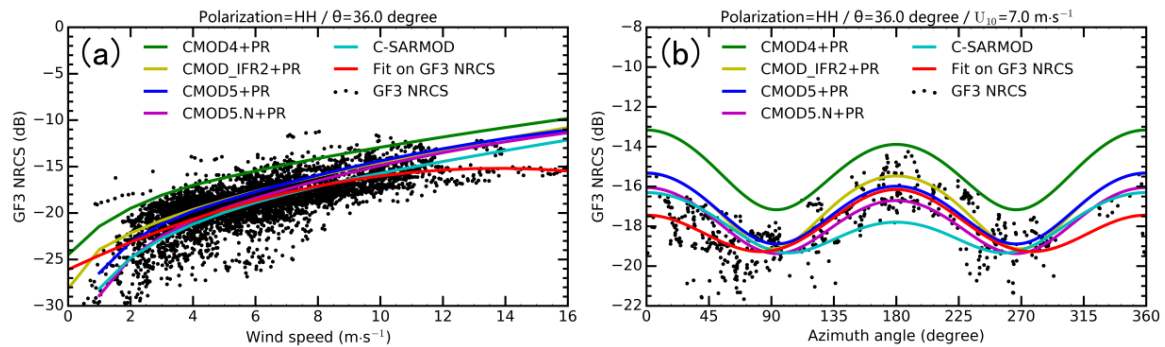 Polarization=HH / θ=36.0 degree
(a)
CMOD4+PR
CMOD_IFR2+PR
CMOD5+PR
CMOD5.N+PR
C-SARMOD
Fit on GF3 NRCS
GF3 NRCS
GF3 NRCS (dB)
0
−5
−10
−15
−20
−25
−30
0 2 4 6 8 10 12 14 16
Wind speed (m·s⁻¹)
Polarization=HH / θ=36.0 degree / U₁₀=7.0 m·s⁻¹
(b)
CMOD4+PR
CMOD_IFR2+PR
CMOD5+PR
CMOD5.N+PR
C-SARMOD
Fit on GF3 NRCS
GF3 NRCS
GF3 NRCS (dB)
−8
−10
−12
−14
−16
−18
−20
−22
0 45 90 135 180 225 270 315 360
Azimuth angle (degree)